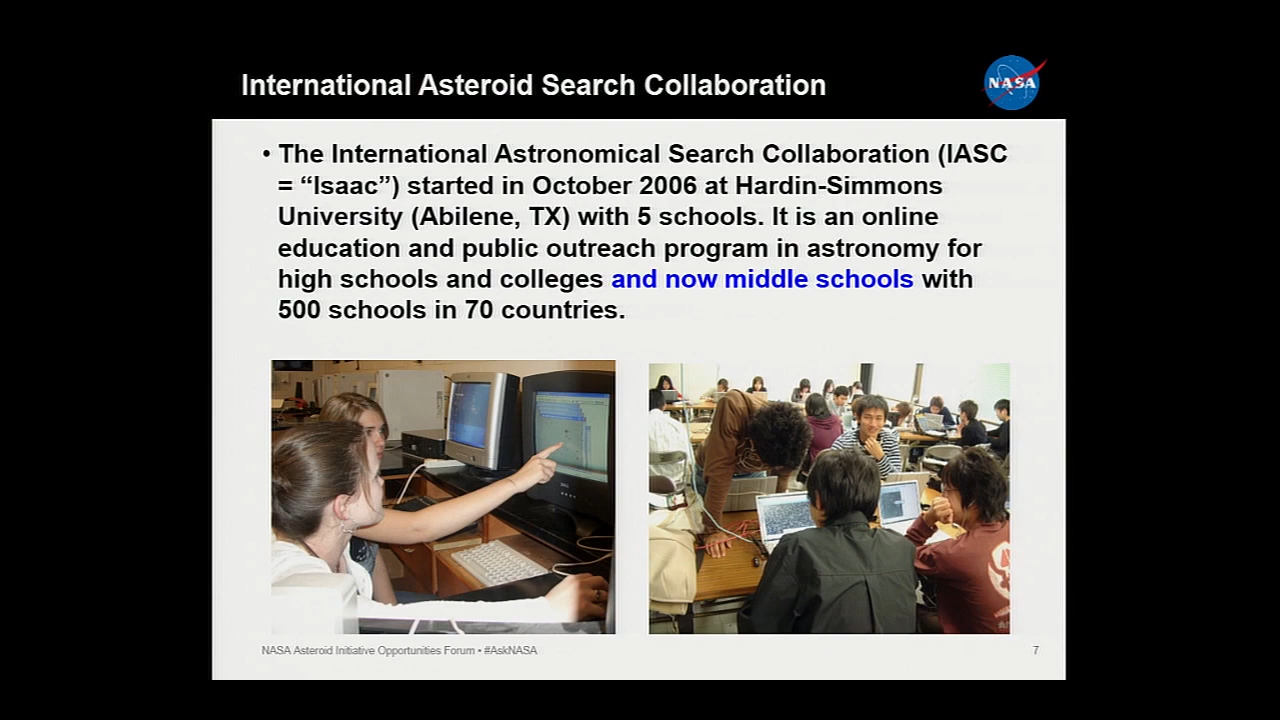 International Asteroid Search Collaboration
NASA
• The International Astronomical Search Collaboration (IASC
= “Isaac”) started in October 2006 at Hardin-Simmons
University (Abilene, TX) with 5 schools. It is an online
education and public outreach program in astronomy for
high schools and colleges and now middle schools with
500 schools in 70 countries.
NASA Asteroid Initiative Opportunities Forum • #AskNASA
7